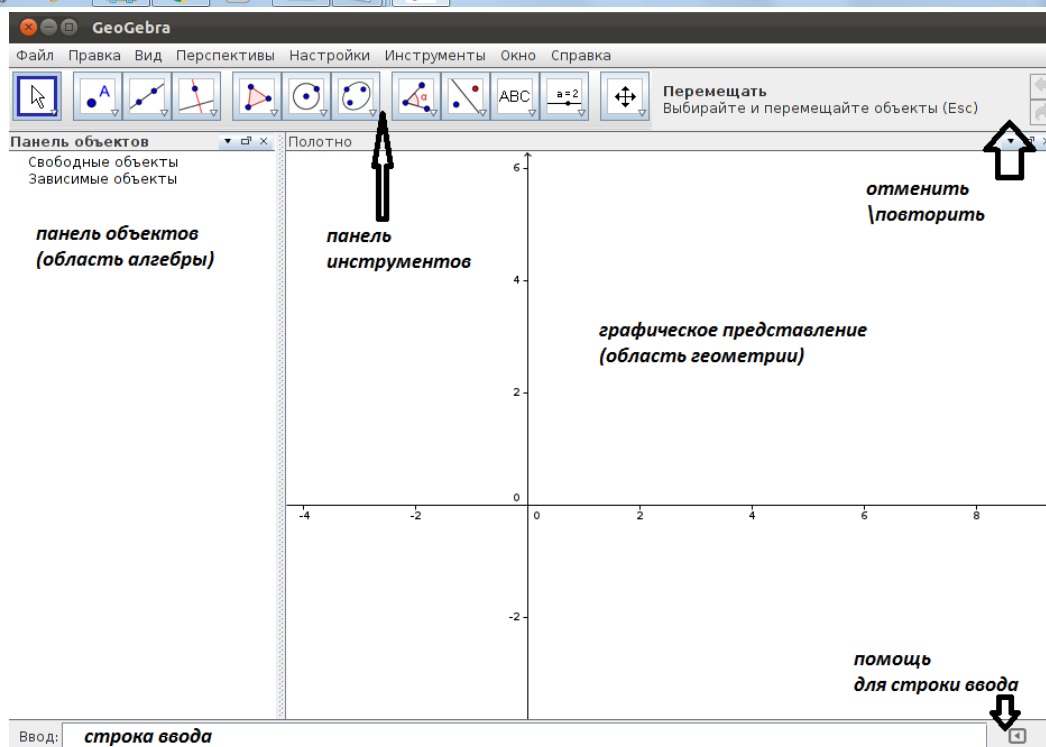 GeoGebra
Файл Правка Вид Перспективы Настройки Инструменты Окно Справка
A
α
ABC
a=2
Перемещать
Выбирайте и перемещайте объекты (Esc)
Панель объектов
Полотно
Свободные объекты
Зависимые объекты
панель объектов
(область алгебры)
панель
инструментов
отменить
\повторить
графическое представление
(область геометрии)
6
4
2
0
-4 -2 0 2 4 6 8
-2
помощь
для строки ввода
Ввод: строка ввода